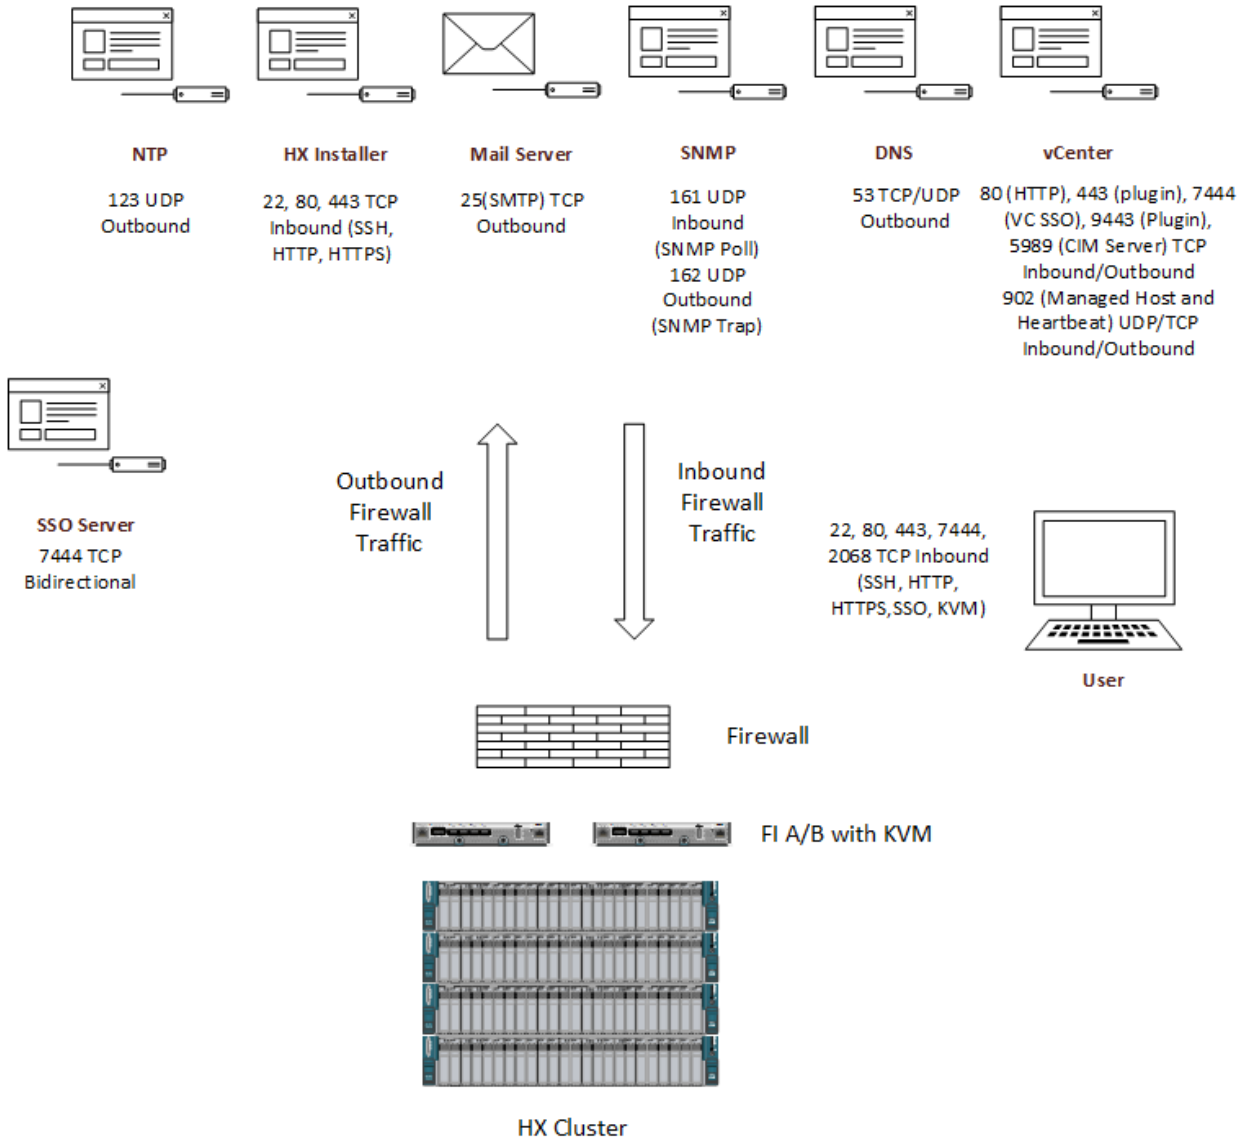 NTP
123 UDP
Outbound
HX Installer
22, 80, 443 TCP
Inbound (SSH,
HTTP, HTTPS)
Mail Server
25(SMTP) TCP
Outbound
SNMP
161 UDP
Inbound
(SNMP Poll)
162 UDP
Outbound
(SNMP Trap)
DNS
53 TCP/UDP
Outbound
vCenter
80 (HTTP), 443 (plugin), 7444
(VC SSO), 9443 (Plugin),
5989 (CIM Server) TCP
Inbound/Outbound
902 (Managed Host and
Heartbeat) UDP/TCP
Inbound/Outbound
SSO Server
7444 TCP
Bidirectional
Outbound
Firewall
Traffic
Inbound
Firewall
Traffic
22, 80, 443, 7444,
2068 TCP Inbound
(SSH, HTTP,
HTTPS,SSO, KVM)
User
Firewall
FI A/B with KVM
HX Cluster